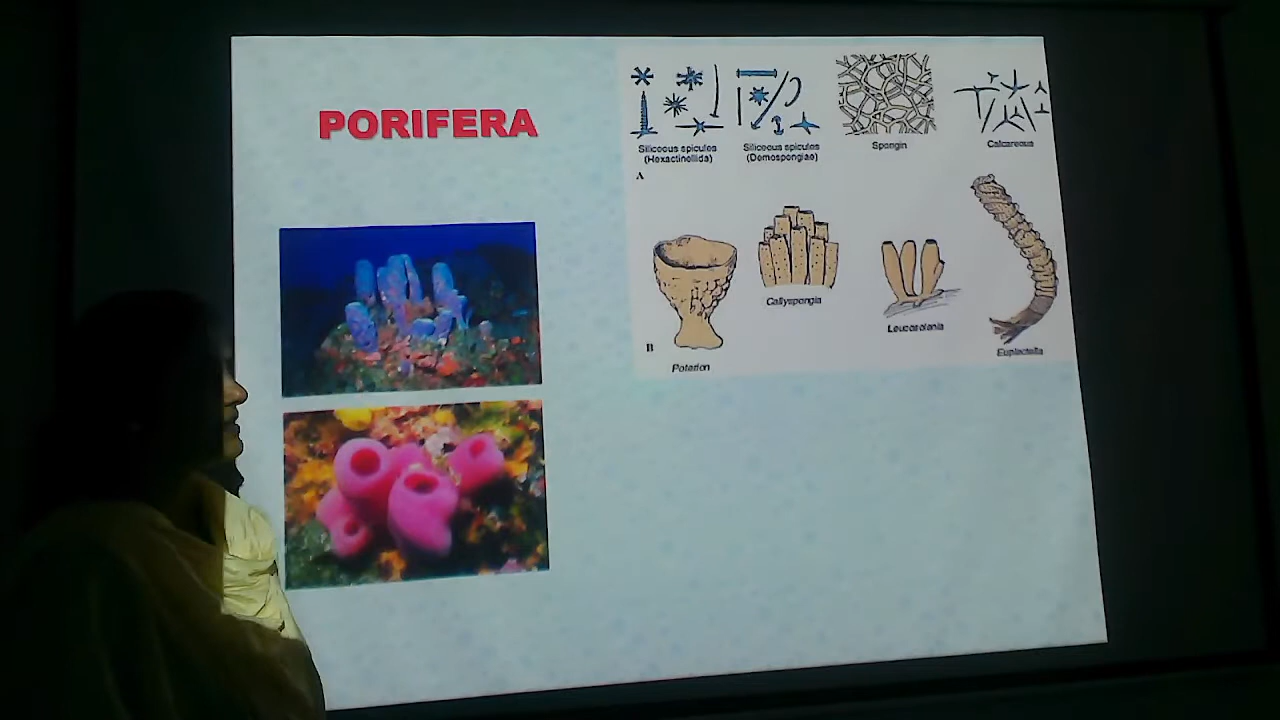 PORIFERA
Siliceous spicules
(Hexactinellida)
Siliceous spicules
(Demospongiae)
Spongin
Calcareous
A
Callyspongia
Leucosolenia
Euplectella
B
Poterion